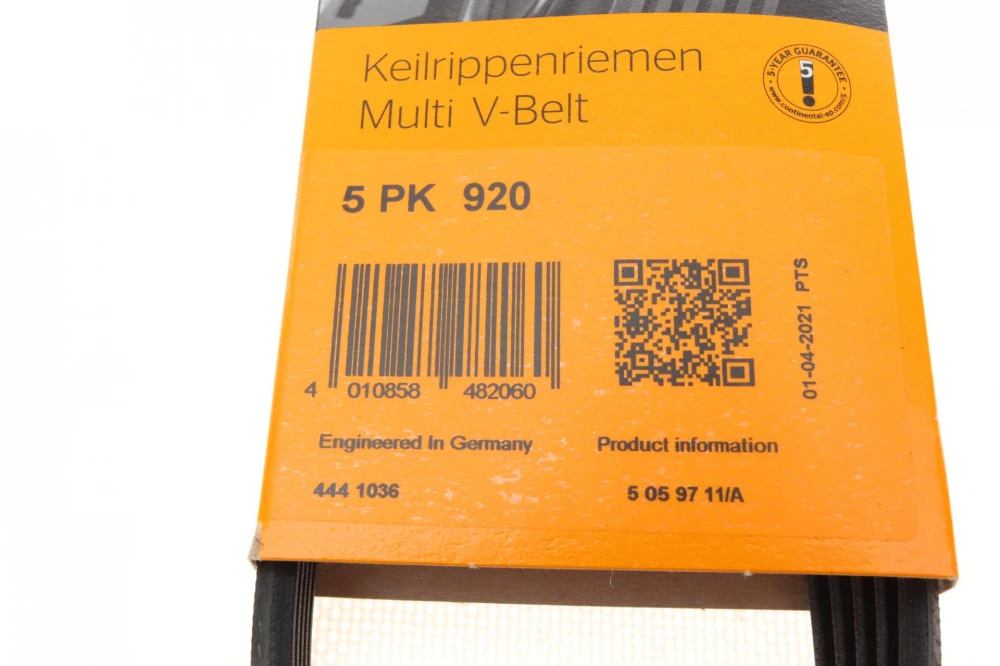 Keilrippenriemen
Multi V-Belt
5-YEAR GUARANTEE
5
www.continental-ep.com/5
5 PK 920
4 010858 482060
01-04-2021 PTS
Engineered In Germany
Product information
444 1036
5 05 97 11/A